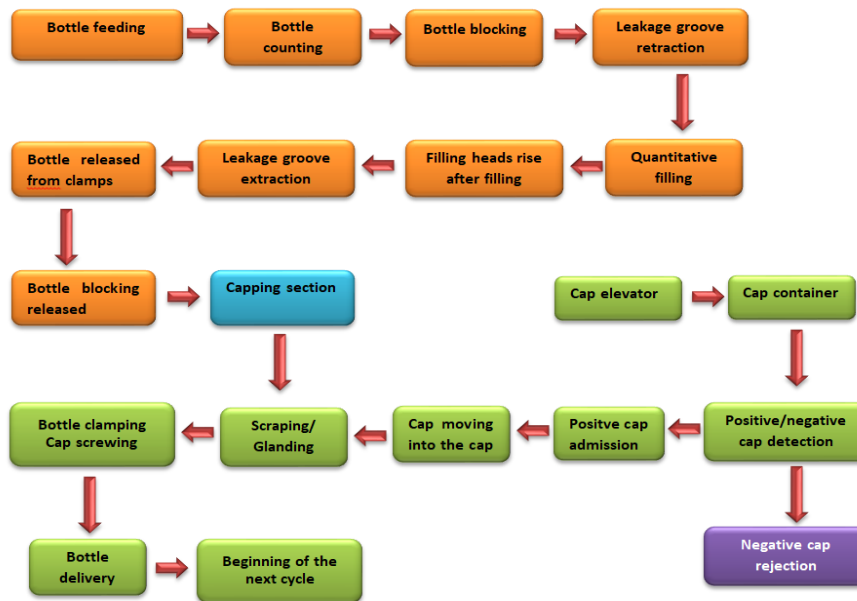 Bottle feeding
Bottle
counting
Bottle blocking
Leakage groove
retraction
Bottle released
from clamps
Leakage groove
extraction
Filling heads rise
after filling
Quantitative
filling
Bottle blocking
released
Capping section
Cap elevator
Cap container
Bottle clamping
Cap screwing
Scraping/
Glanding
Cap moving
into the cap
Positve cap
admission
Positive/negative
cap detection
Bottle
delivery
Beginning of the
next cycle
Negative cap
rejection